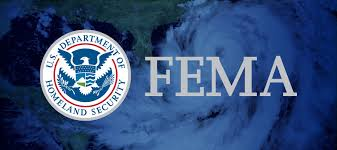 U.S. DEPARTMENT OF
HOMELAND SECURITY
FEMA